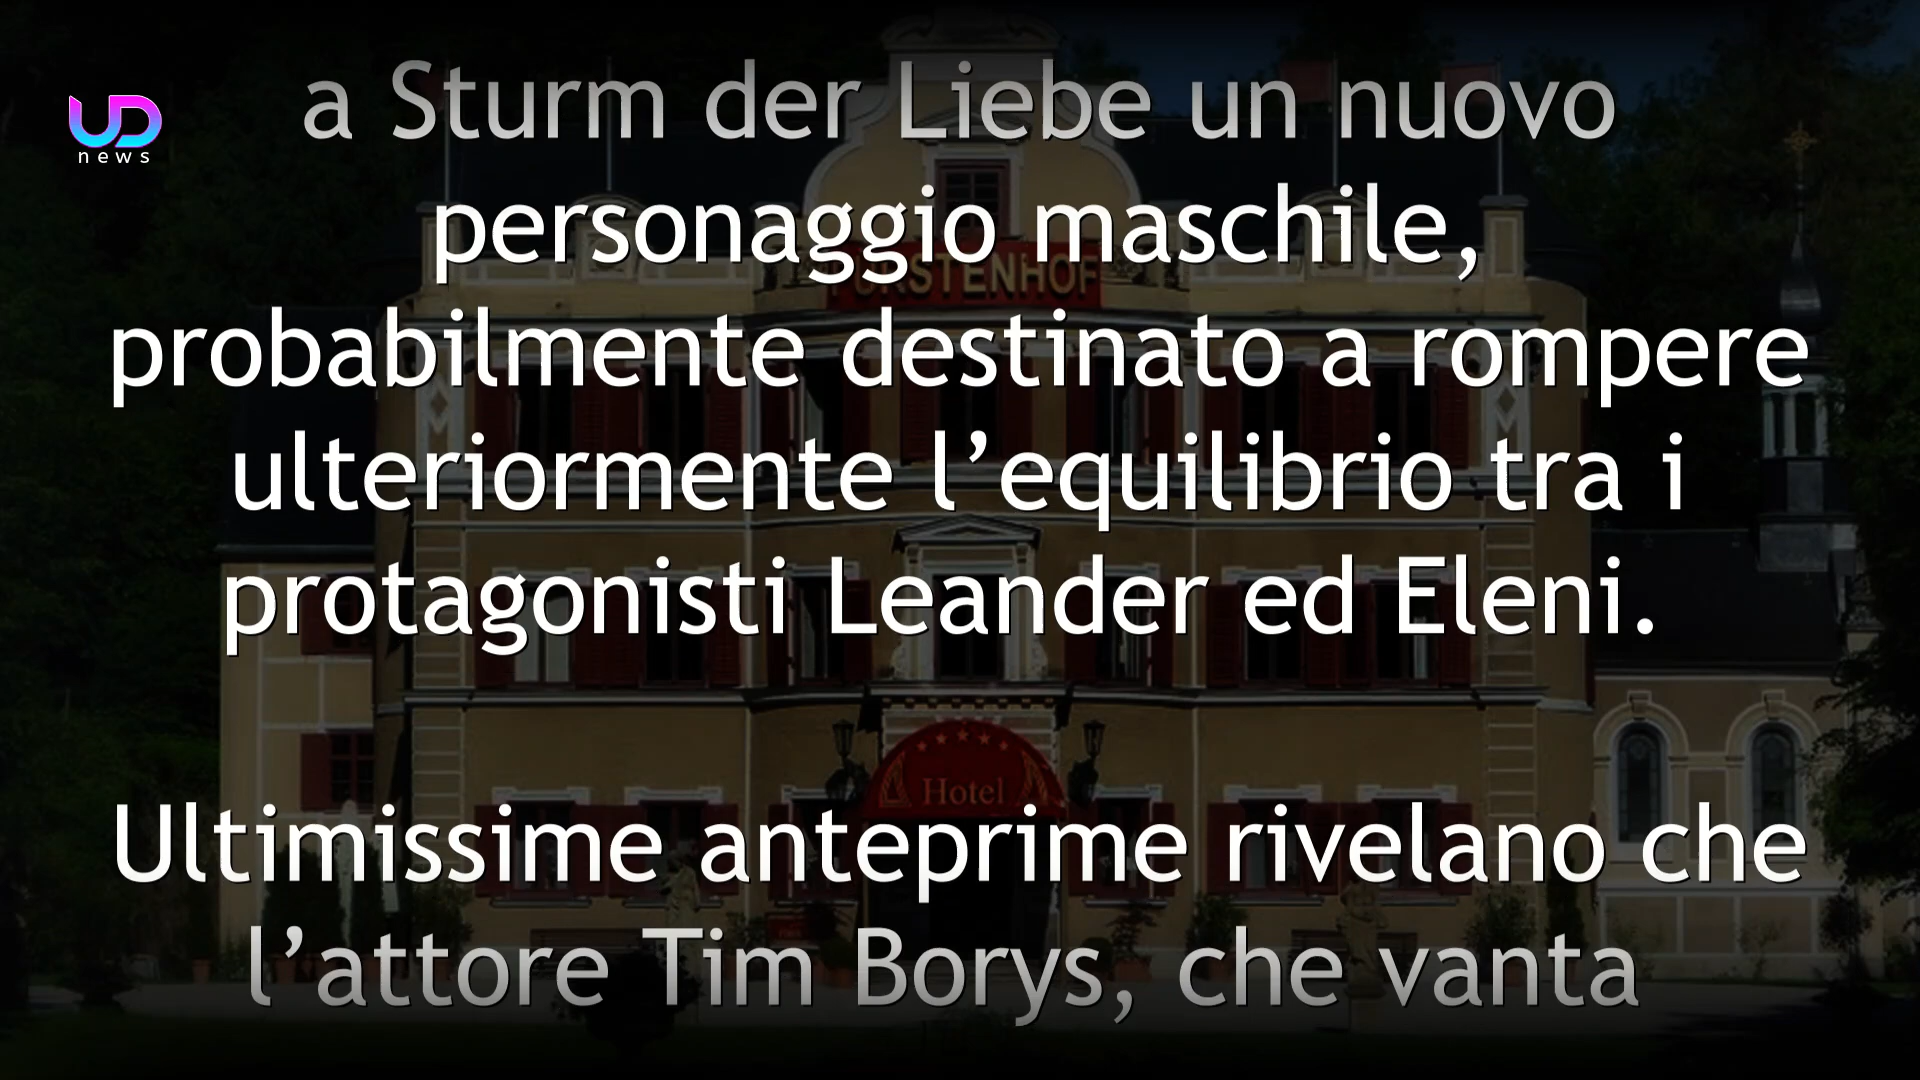 UD
news
a Sturm der Liebe un nuovo
personaggio maschile,
FÜRSTENHOF
probabilmente destinato a rompere
ulteriormente l’equilibrio tra i
protagonisti Leander ed Eleni.
Hotel
Ultimissime anteprime rivelano che
l’attore Tim Borys, che vanta